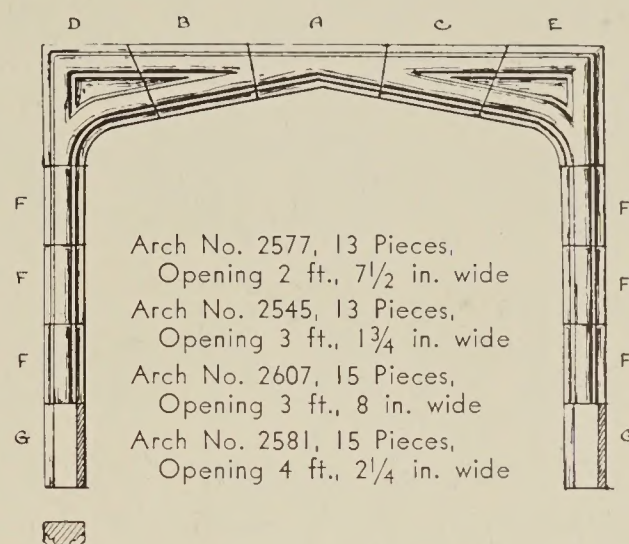 D B A C E
F F
F F
F F
G G
Arch No. 2577, 13 Pieces,
Opening 2 ft., 7½ in. wide
Arch No. 2545, 13 Pieces,
Opening 3 ft., 1¾ in. wide
Arch No. 2607, 15 Pieces,
Opening 3 ft., 8 in. wide
Arch No. 2581, 15 Pieces,
Opening 4 ft., 2¼ in. wide